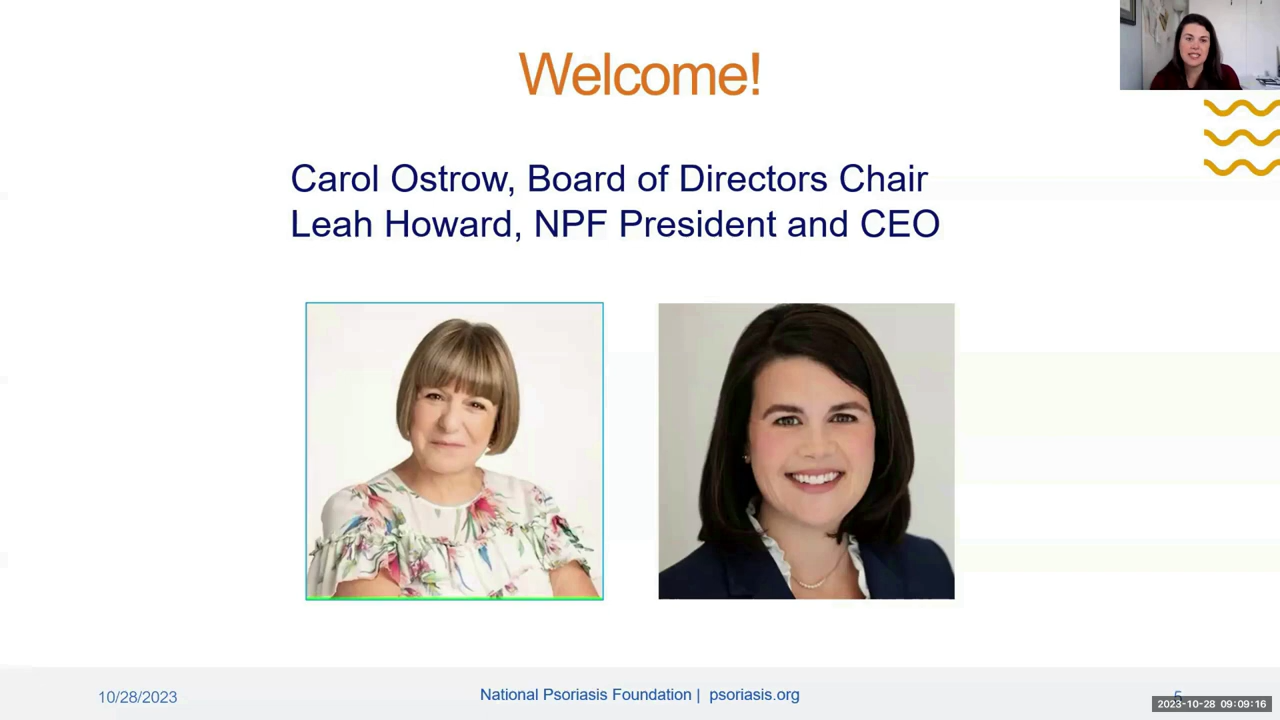 Welcome!
Carol Ostrow, Board of Directors Chair
Leah Howard, NPF President and CEO
10/28/2023
National Psoriasis Foundation | psoriasis.org
5
2023-10-28 09:09:16